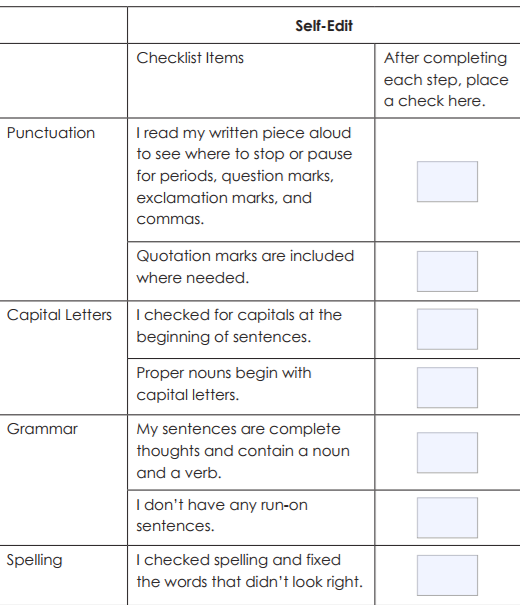 Self-Edit
Checklist Items
After completing
each step, place
a check here.
Punctuation
I read my written piece aloud
to see where to stop or pause
for periods, question marks,
exclamation marks, and
commas.
Quotation marks are included
where needed.
Capital Letters
I checked for capitals at the
beginning of sentences.
Proper nouns begin with
capital letters.
Grammar
My sentences are complete
thoughts and contain a noun
and a verb.
I don't have any run-on
sentences.
Spelling
I checked spelling and fixed
the words that didn't look right.